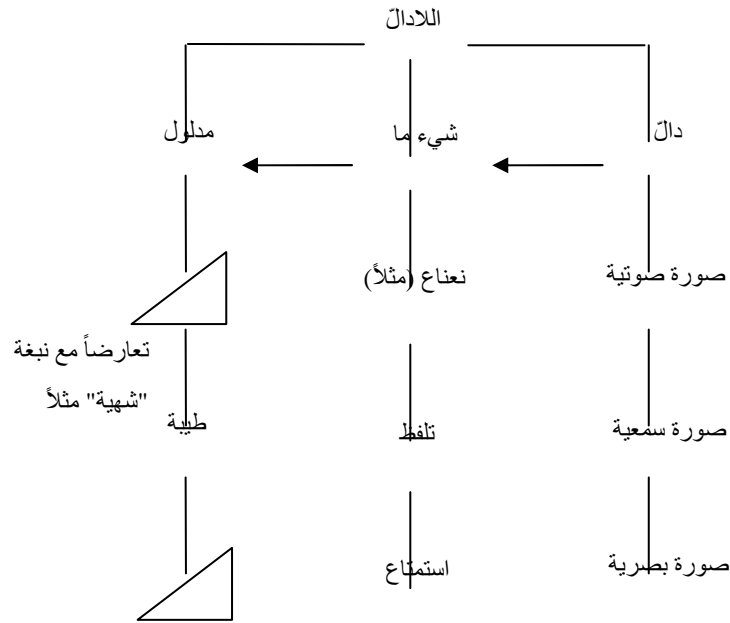 اللادالّ
دالّ
شيء ما
مدلول
صورة صوتية
نعناع (مثلاً)
تعارضاً مع نبغة
"شهية" مثلاً
صورة سمعية
تلفظ
طيبة
صورة بصرية
استمتاع